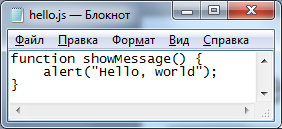 hello.js — Блокнот
Файл Правка Формат Вид Справка
function showMessage() {
    alert("Hello, world");
}